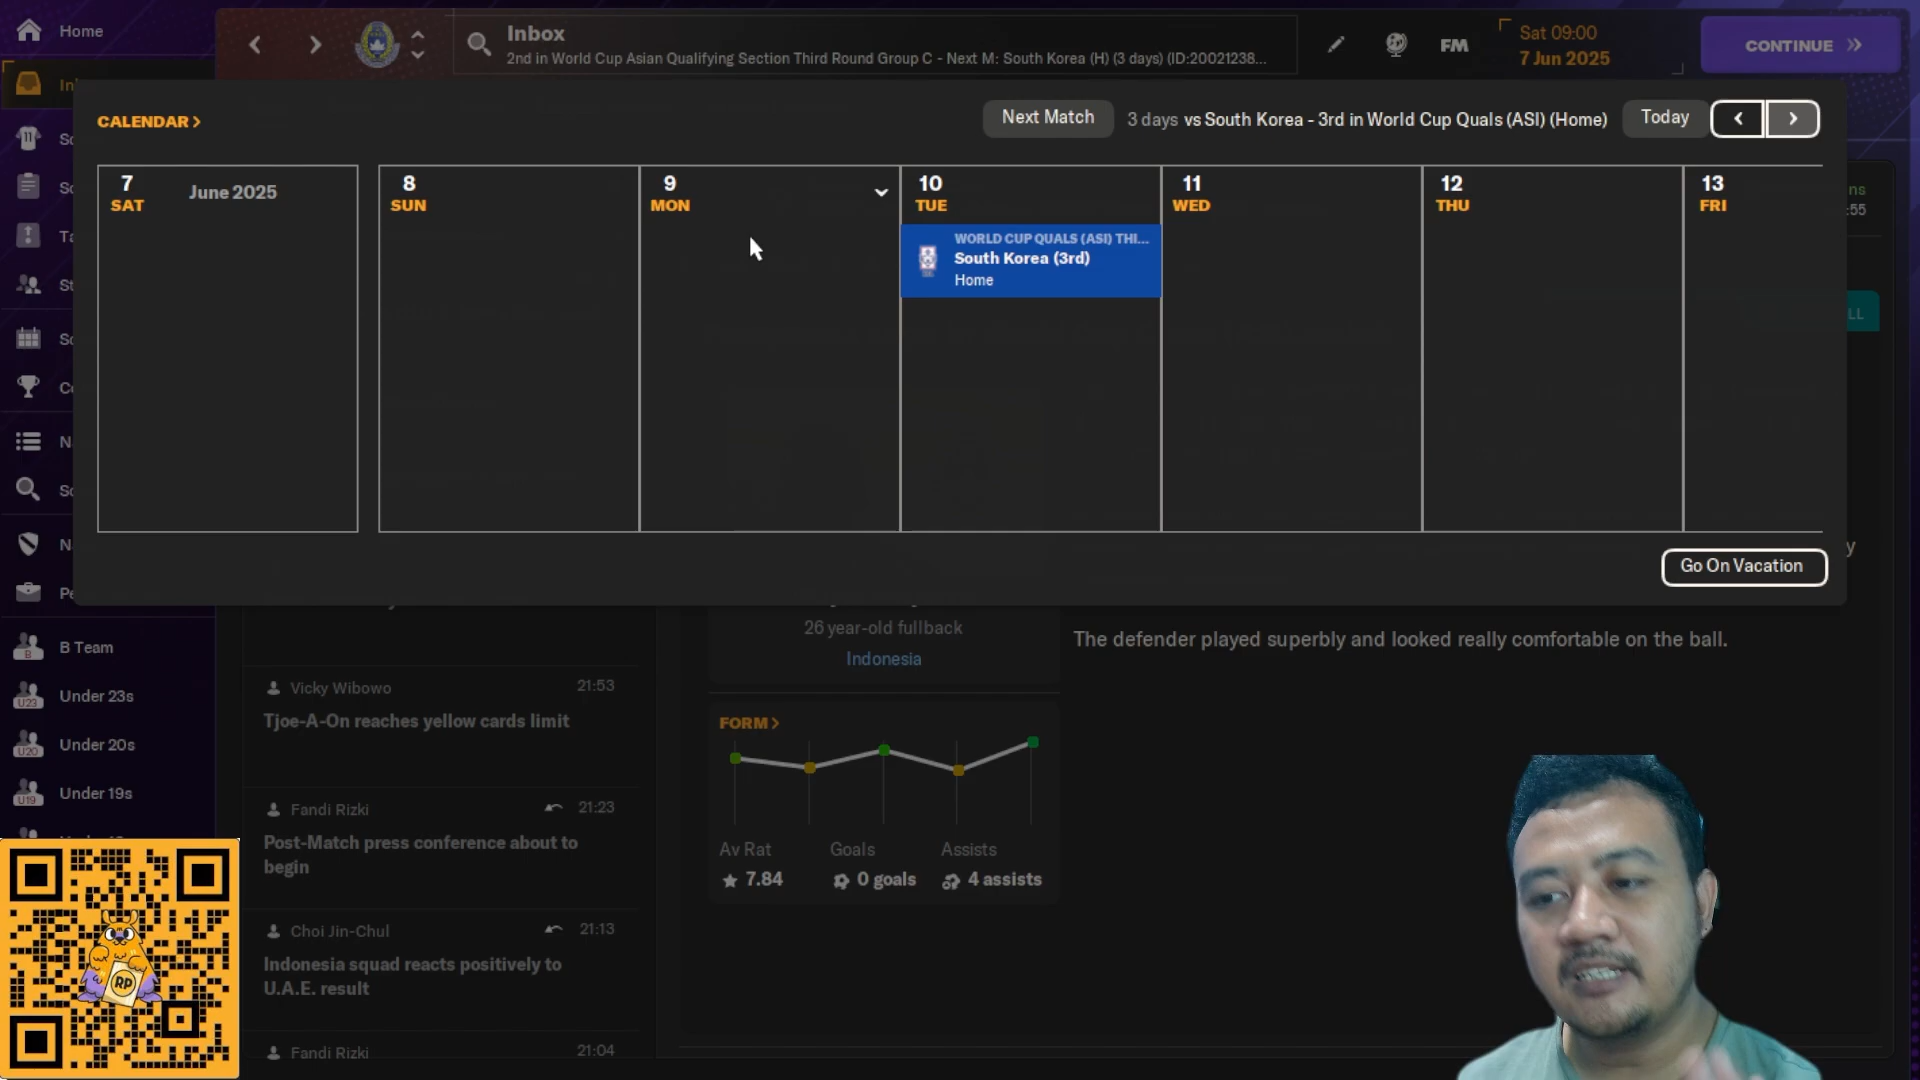 Home
Inbox
2nd in World Cup Asian Qualifying Section Third Round Group C - Next M: South Korea (H) (3 days) (ID:20021238...
FM
Sat 09:00
7 Jun 2025
CONTINUE
CALENDAR >
Next Match
3 days vs South Korea - 3rd in World Cup Quals (ASI) (Home)
Today
7
SAT
June 2025
8
SUN
9
MON
10
TUE
11
WED
12
THU
13
FRI
WORLD CUP QUALS (ASI) THI...
South Korea (3rd)
Home
Go On Vacation
B Team
Under 23s
Under 20s
Under 19s
B
U23
U20
U19
Vicky Wibowo
21:53
Tjoe-A-On reaches yellow cards limit
Fandi Rizki
21:23
Post-Match press conference about to
begin
Choi Jin-Chul
21:13
Indonesia squad reacts positively to
U.A.E. result
Fandi Rizki
21:04
26 year-old fullback
Indonesia
FORM >
Av Rat
Goals
Assists
7.84
0 goals
4 assists
The defender played superbly and looked really comfortable on the ball.
RP